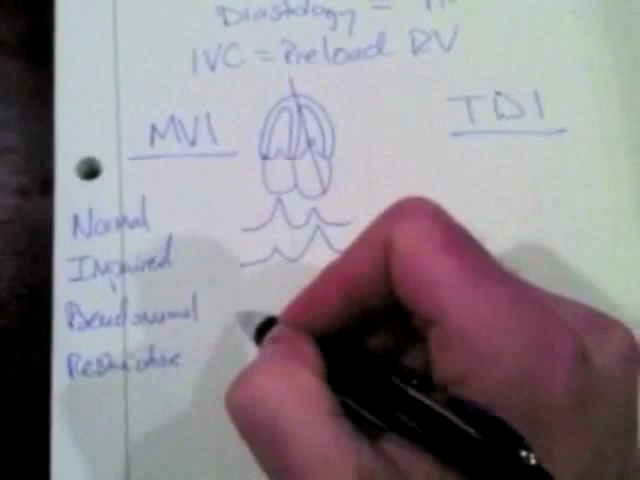 Diastology =
IVC = Preload RV
MVI
TDI
Normal
Impaired
Pseudonormal
Restrictive